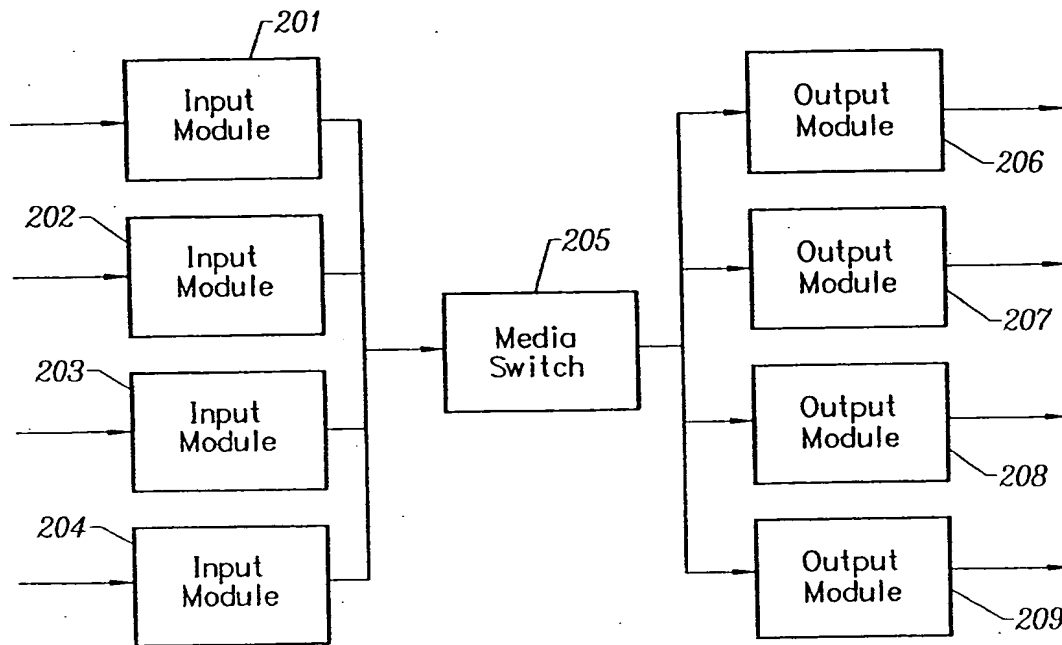 201
Input
Module
202
Input
Module
203
Input
Module
204
Input
Module
205
Media
Switch
Output
Module
206
Output
Module
207
Output
Module
208
Output
Module
209